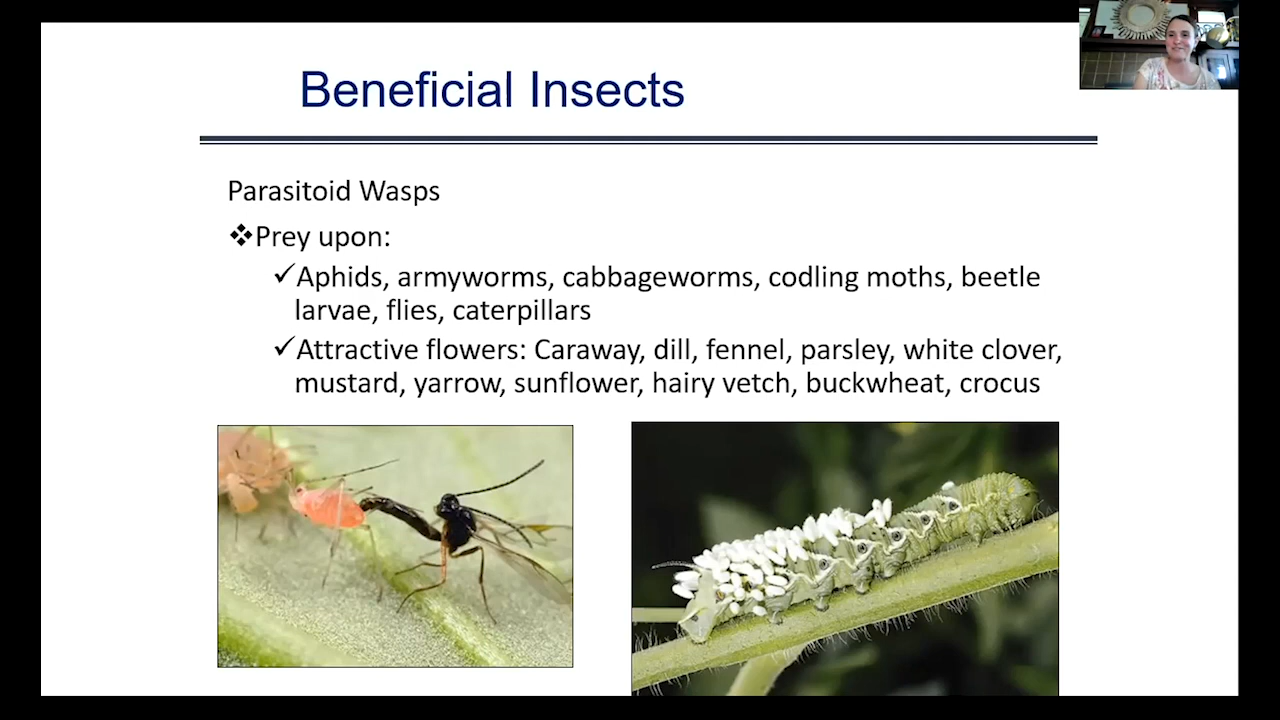 Beneficial Insects
Parasitoid Wasps
❖Prey upon:
✓Aphids, armyworms, cabbageworms, codling moths, beetle
larvae, flies, caterpillars
✓Attractive flowers: Caraway, dill, fennel, parsley, white clover,
mustard, yarrow, sunflower, hairy vetch, buckwheat, crocus